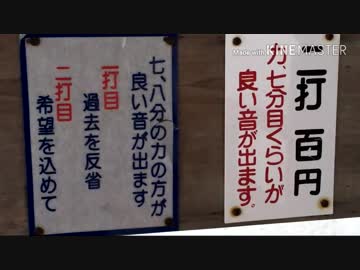 七、八分の力の方が
良い音が出ます
一打目
過去を反省
二打目
希望を込めて
一打 百円
力、七分目くらいが
良い音が出ます。
Made with KINEMASTER